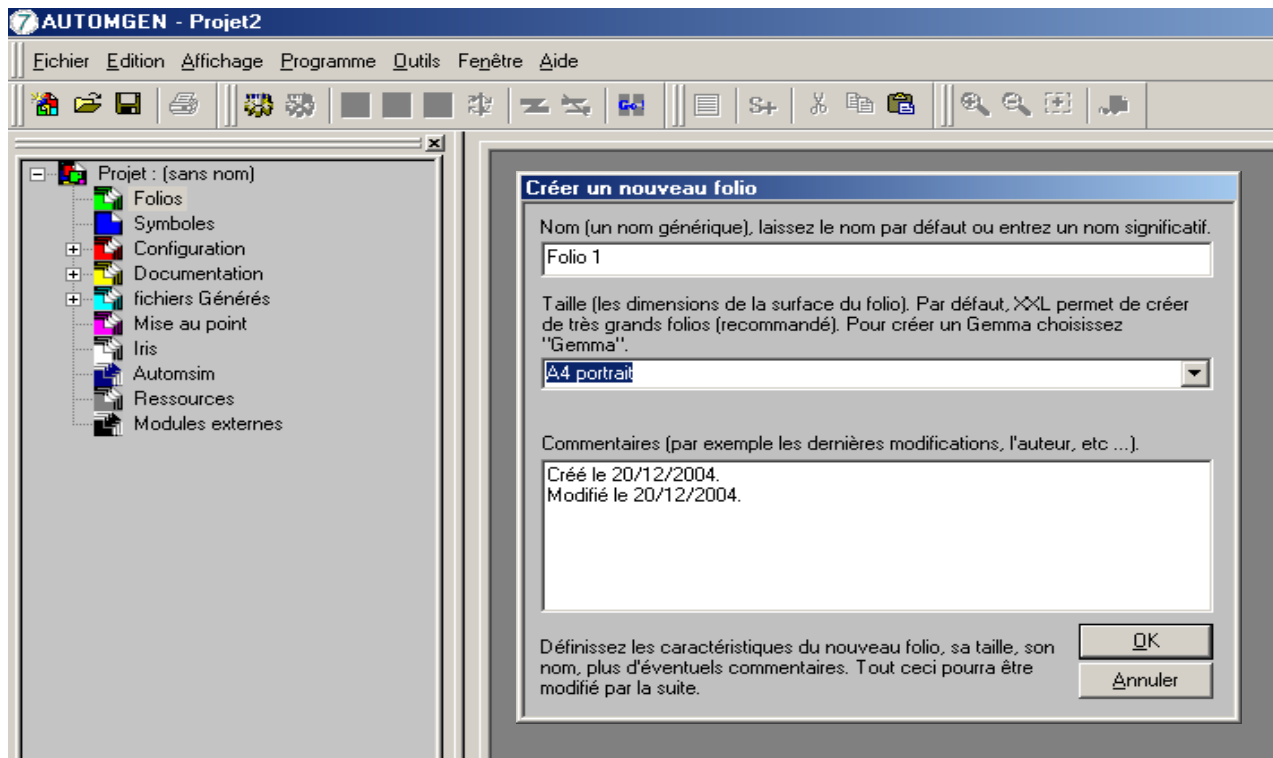 AUTOMGEN - Projet2
Fichier Edition Affichage Programme Outils Fenêtre Aide
Go! S+
Projet : (sans nom)
Folios
Symboles
Configuration
Documentation
fichiers Générés
Mise au point
Iris
Automsim
Ressources
Modules externes
Créer un nouveau folio
Nom (un nom générique), laissez le nom par défaut ou entrez un nom significatif.
Folio 1
Taille (les dimensions de la surface du folio). Par défaut, XXL permet de créer
de très grands folios (recommandé). Pour créer un Gemma choisissez
"Gemma".
A4 portrait
Commentaires (par exemple les dernières modifications, l'auteur, etc ...).
Créé le 20/12/2004.
Modifié le 20/12/2004.
Définissez les caractéristiques du nouveau folio, sa taille, son
nom, plus d'éventuels commentaires. Tout ceci pourra être
modifié par la suite.
OK
Annuler